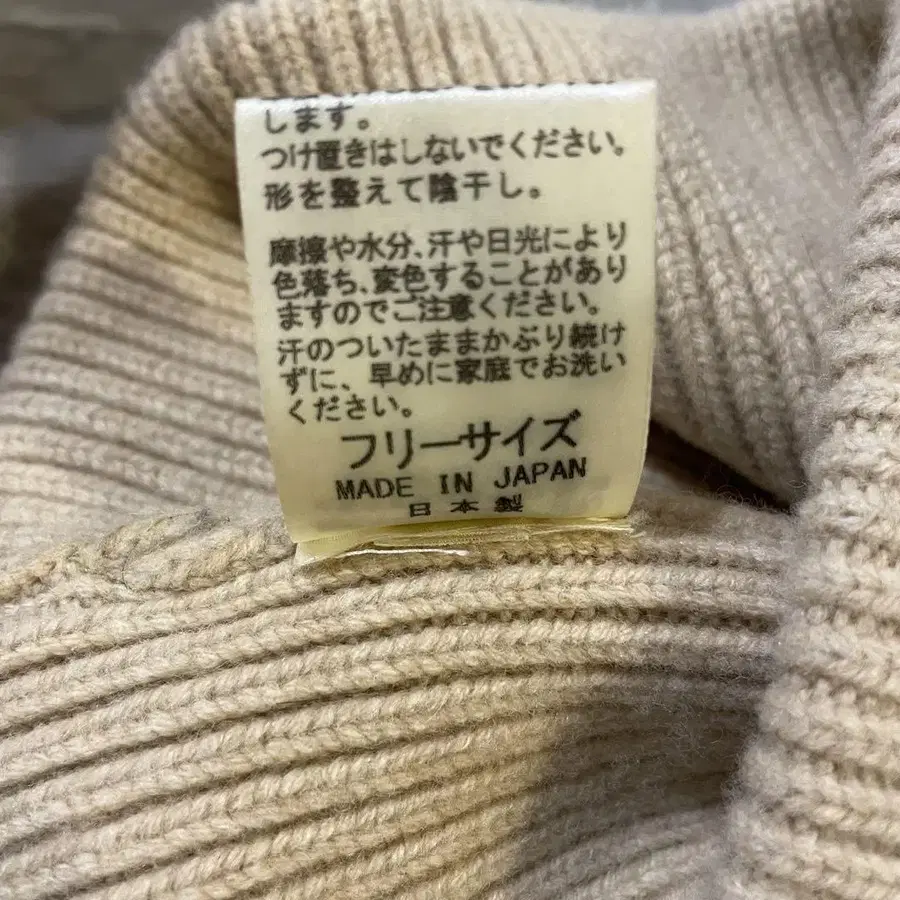 します。
つけ置きはしないでください。
形を整えて陰干し。
摩擦や水分、汗や日光により
色落ち、変色することがあり
ますのでご注意ください。
汗のついたままかぶり続け
ずに、早めに家庭でお洗い
ください。
フリーサイズ
MADE IN JAPAN
日本製